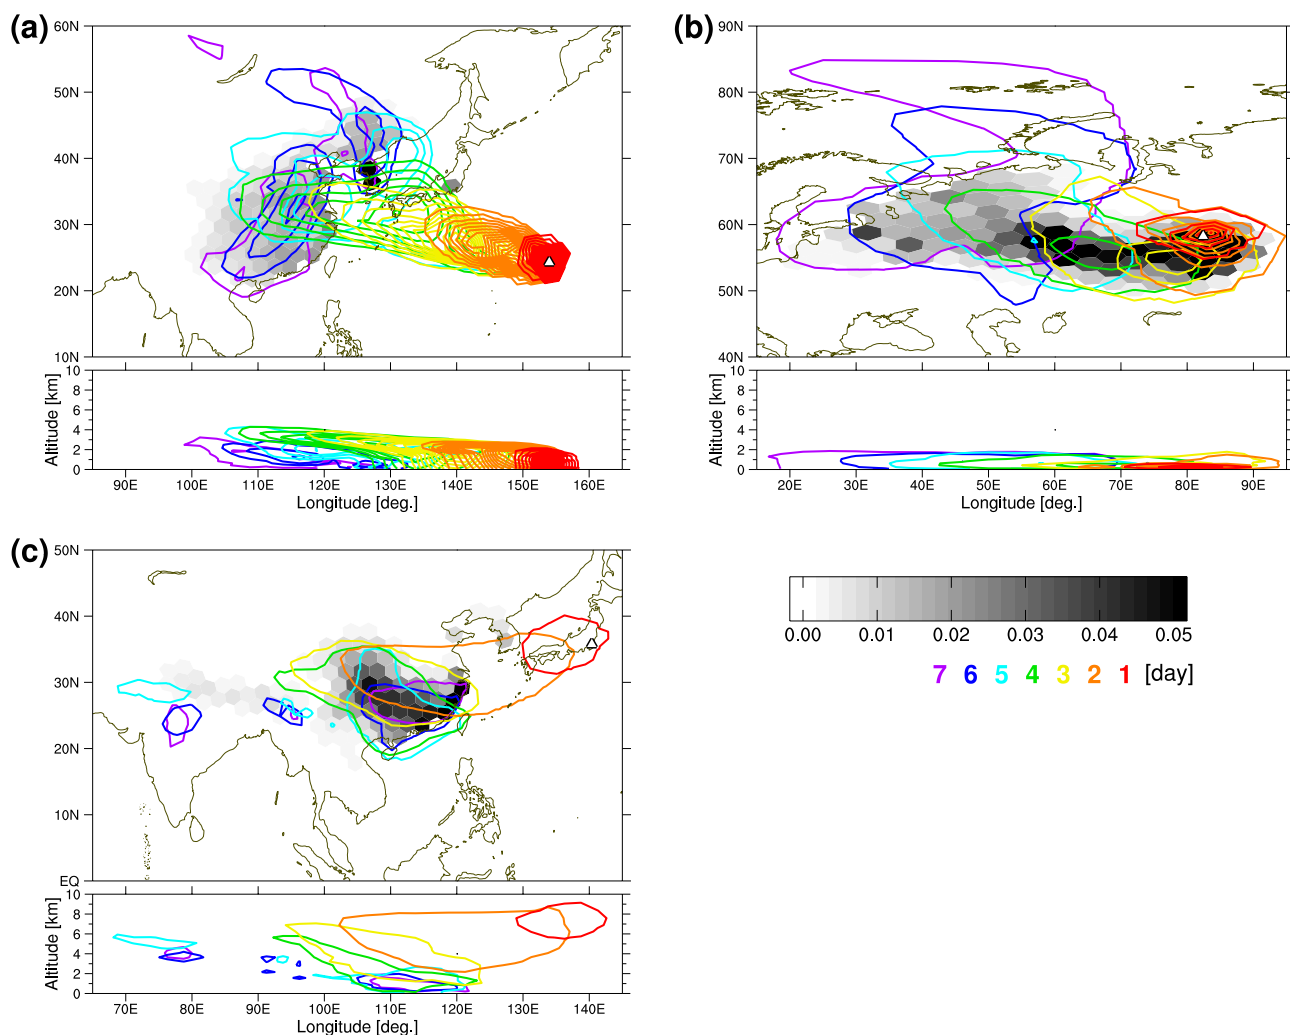 (a)
60N
50N
40N
30N
20N
10N
Altitude [km]
10
8
6
4
2
0
90E 100E 110E 120E 130E 140E 150E 160E
Longitude [deg.]
(b)
90N
80N
70N
60N
50N
40N
Altitude [km]
10
8
6
4
2
0
20E 30E 40E 50E 60E 70E 80E 90E
Longitude [deg.]
(c)
50N
40N
30N
20N
10N
EQ
Altitude [km]
10
8
6
4
2
0
70E 80E 90E 100E 110E 120E 130E 140E
Longitude [deg.]
0.00 0.01 0.02 0.03 0.04 0.05
7 6 5 4 3 2 1 [day]